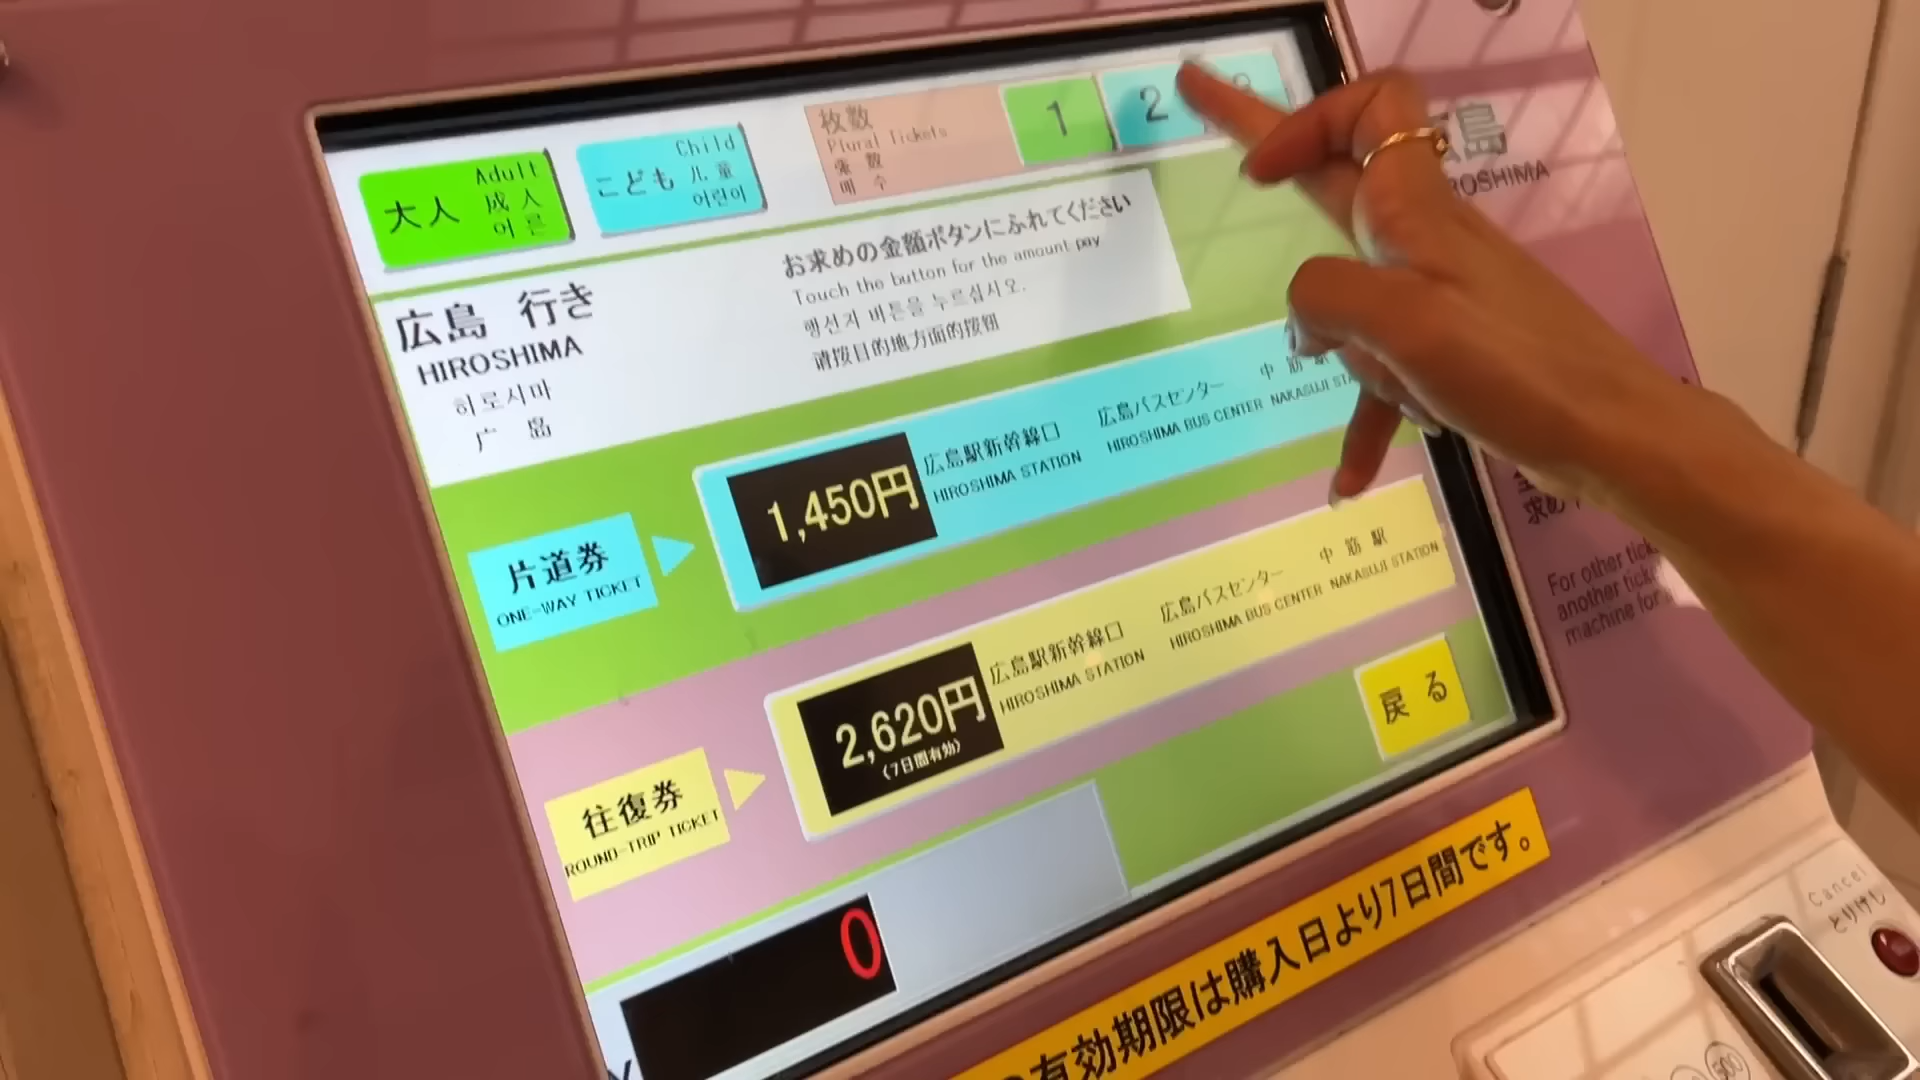 大人
Adult
成人
어른
こども
Child
儿童
어린이
枚数
Plural Tickets
张数
매수
1
2
広島 行き
HIROSHIMA
히로시마
广 岛
お求めの金額ボタンにふれてください
Touch the button for the amount pay
행선지 버튼을 누르십시오.
请按目的地方面的按钮
片道券
ONE-WAY TICKET
1,450円
広島駅新幹線口
HIROSHIMA STATION
広島バスセンター
HIROSHIMA BUS CENTER
中筋駅
NAKASUJI
往復券
ROUND-TRIP TICKET
2,620円
(7日間有効)
広島駅新幹線口
HIROSHIMA STATION
広島バスセンター
HIROSHIMA BUS CENTER
中筋駅
NAKASUJI STATION
戻る
0
有効期限は購入日より7日間です。
島
ROSHIMA
求め
For other
another
machine for
Cancel
とりけし
500